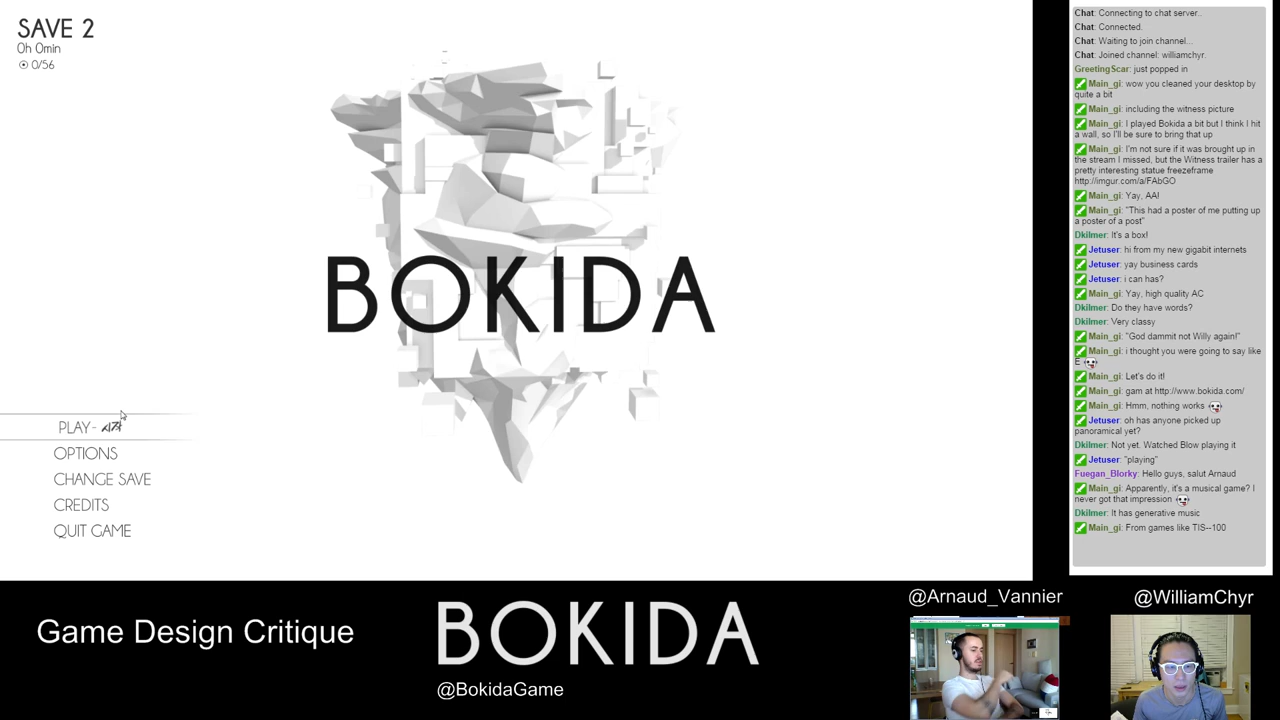 SAVE 2
0h 0min
0/56
BOKIDA
PLAY-
OPTIONS
CHANGE SAVE
CREDITS
QUIT GAME
Chat: Connecting to chat server..
Chat: Connected.
Chat: Waiting to join channel...
Chat: Joined channel: williamchyr.
GreetingScar: just popped in
Main_gi: wow you cleaned your desktop by
quite a bit
Main_gi: including the witness picture
Main_gi: I played Bokida a bit but I think I hit
a wall, so I'll be sure to bring that up
Main_gi: I'm not sure if it was brought up in
the stream I missed, but the Witness trailer has a
pretty interesting statue freezeframe
http://imgur.com/a/FAbGO
Main_gi: Yay, AA!
Main_gi: "This had a poster of me putting up
a poster of a post"
Dkilmer: It's a box!
Jetuser: hi from my new gigabit internets
Jetuser: yay business cards
Jetuser: i can has?
Main_gi: Yay, high quality AC
Dkilmer: Do they have words?
Dkilmer: Very classy
Main_gi: "God dammit not Willy again!"
Main_gi: i thought you were going to say like
E
Main_gi: Let's do it!
Main_gi: gam at http://www.bokida.com/
Main_gi: Hmm, nothing works
Jetuser: oh has anyone picked up
panoramical yet?
Dkilmer: Not yet. Watched Blow playing it
Jetuser: "playing"
Fuegan_Blorky: Hello guys, salut Arnaud
Main_gi: Apparently, it's a musical game? I
never got that impression
Dkilmer: It has generative music
Main_gi: From games like TIS--100
Game Design Critique
BOKIDA
@BokidaGame
@Arnaud_Vannier
@WilliamChyr